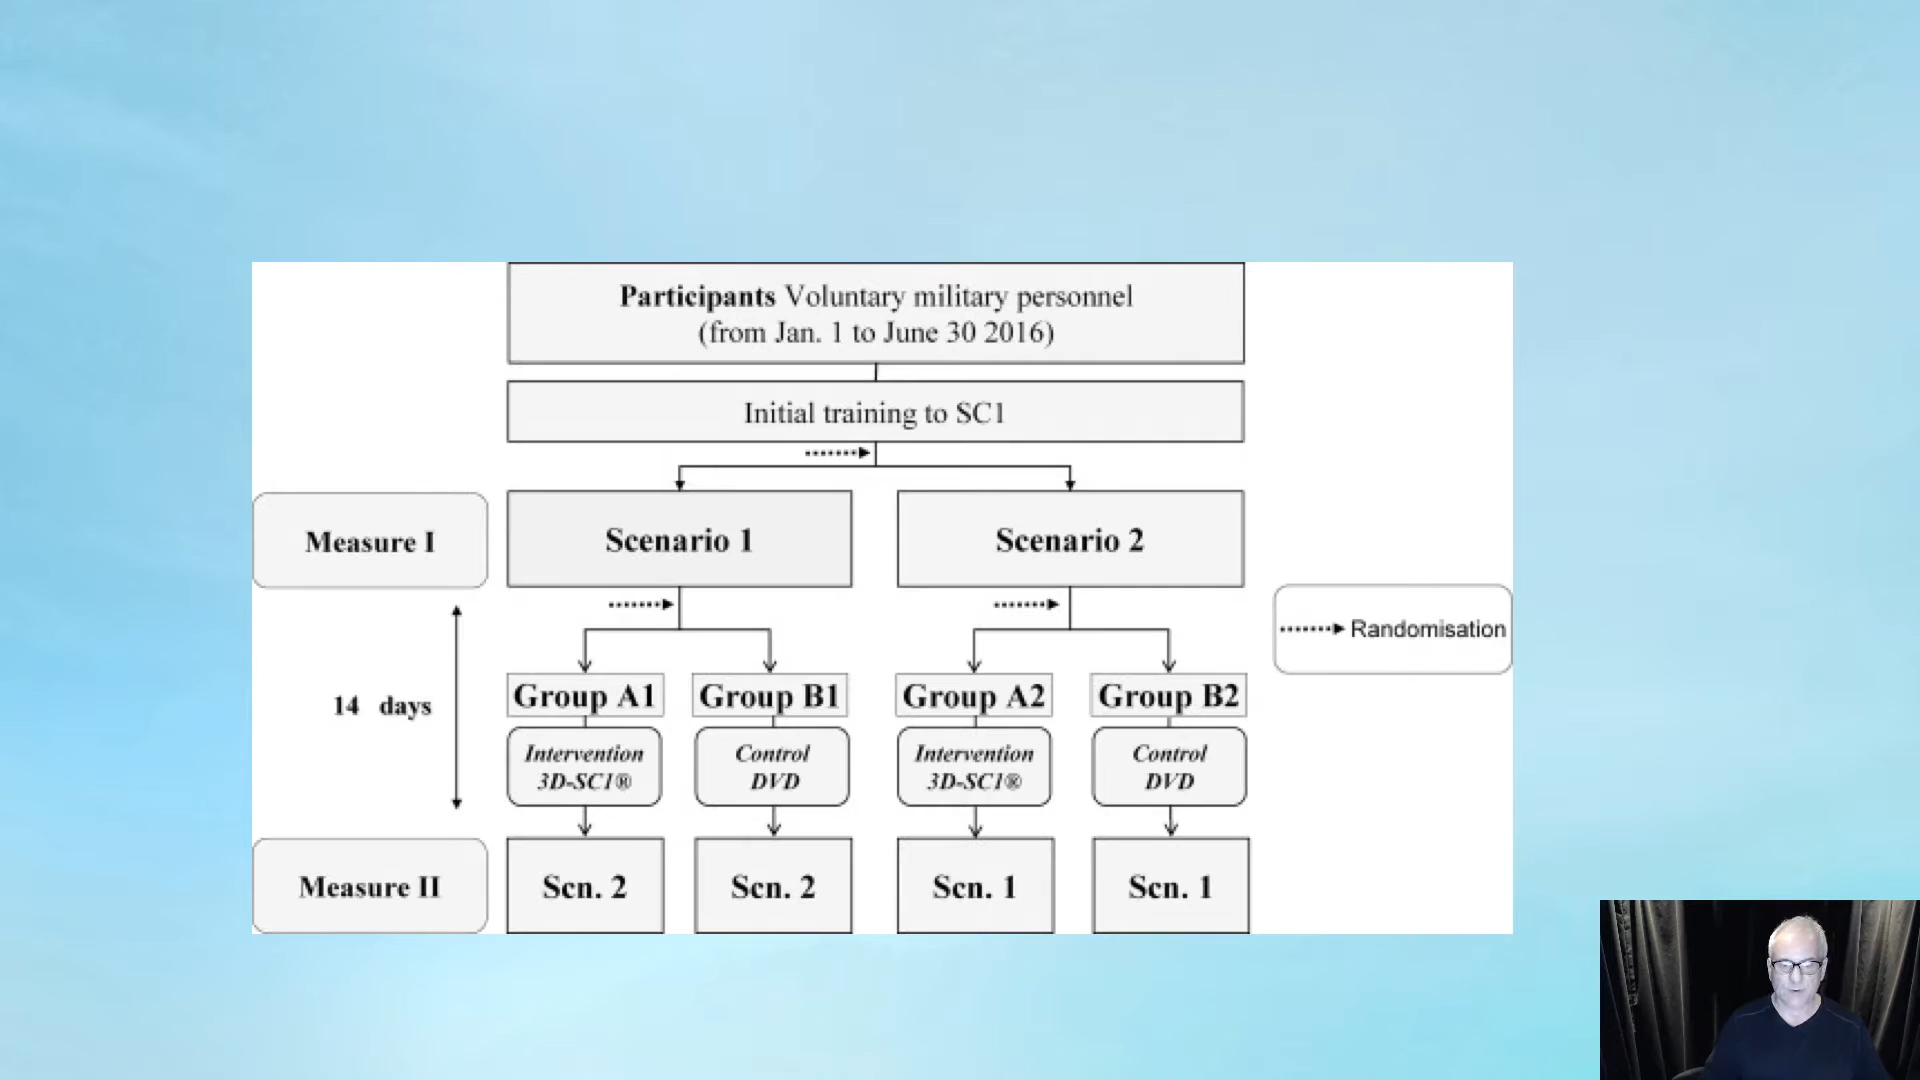 Participants Voluntary military personnel
(from Jan. 1 to June 30 2016)
Initial training to SC1
Measure I
Scenario 1
Scenario 2
Randomisation
14 days
Group A1
Group B1
Group A2
Group B2
Intervention
3D-SC1®
Control
DVD
Intervention
3D-SC1®
Control
DVD
Measure II
Scn. 2
Scn. 2
Scn. 1
Scn. 1